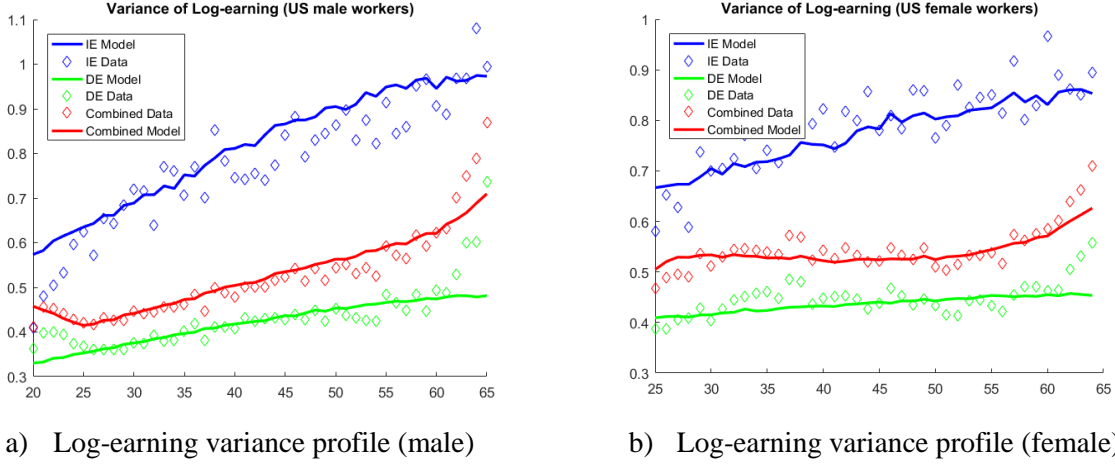 Variance of Log-earning (US male workers)
1.1
1
0.9
0.8
0.7
0.6
0.5
0.4
0.3
IE Model
IE Data
DE Model
DE Data
Combined Data
Combined Model
20 25 30 35 40 45 50 55 60 65
a) Log-earning variance profile (male)
Variance of Log-earning (US female workers)
1
0.9
0.8
0.7
0.6
0.5
0.4
0.3
IE Model
IE Data
DE Model
DE Data
Combined Data
Combined Model
25 30 35 40 45 50 55 60 65
b) Log-earning variance profile (female)